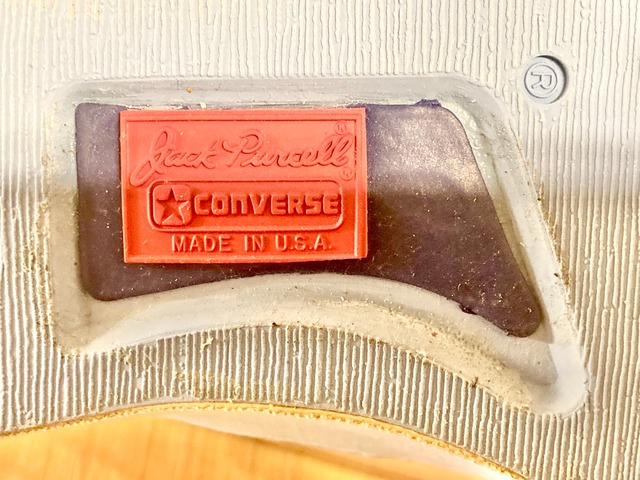 Jack Purcell®
®
CONVERSE®
MADE IN U.S.A.